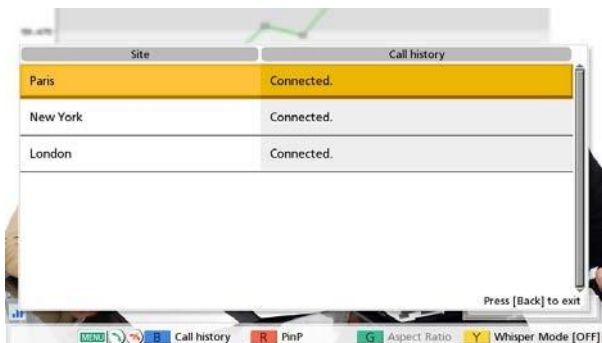 Site Call history
Paris Connected.
New York Connected.
London Connected.
Press [Back] to exit
MENU B Call history R PinP G Aspect Ratio Y Whisper Mode [OFF]